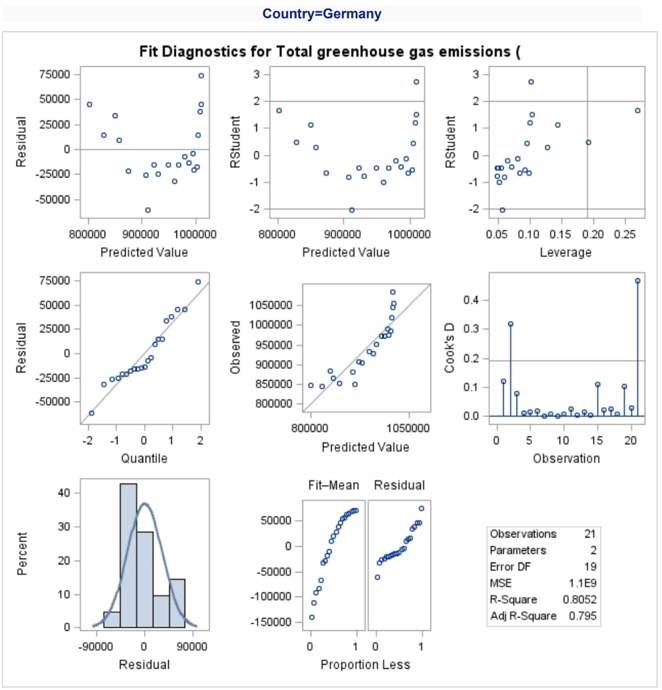 Country=Germany
Fit Diagnostics for Total greenhouse gas emissions (
75000
50000
25000
0
-25000
-50000
Residual
800000 900000 1000000
Predicted Value
3
2
1
0
-1
-2
RStudent
800000 900000 1000000
Predicted Value
3
2
1
0
-1
-2
RStudent
0.05 0.10 0.15 0.20 0.25
Leverage
75000
50000
25000
0
-25000
-50000
Residual
-2 -1 0 1 2
Quantile
1050000
1000000
950000
900000
850000
800000
Observed
800000 1050000
Predicted Value
0.4
0.3
0.2
0.1
0.0
Cook's D
0 5 10 15 20
Observation
40
30
20
10
0
Percent
-90000 0 90000
Residual
Fit–Mean Residual
50000
0
-50000
-100000
-150000
0 1 0 1
Proportion Less
Observations 21
Parameters 2
Error DF 19
MSE 1.1E9
R-Square 0.8052
Adj R-Square 0.795